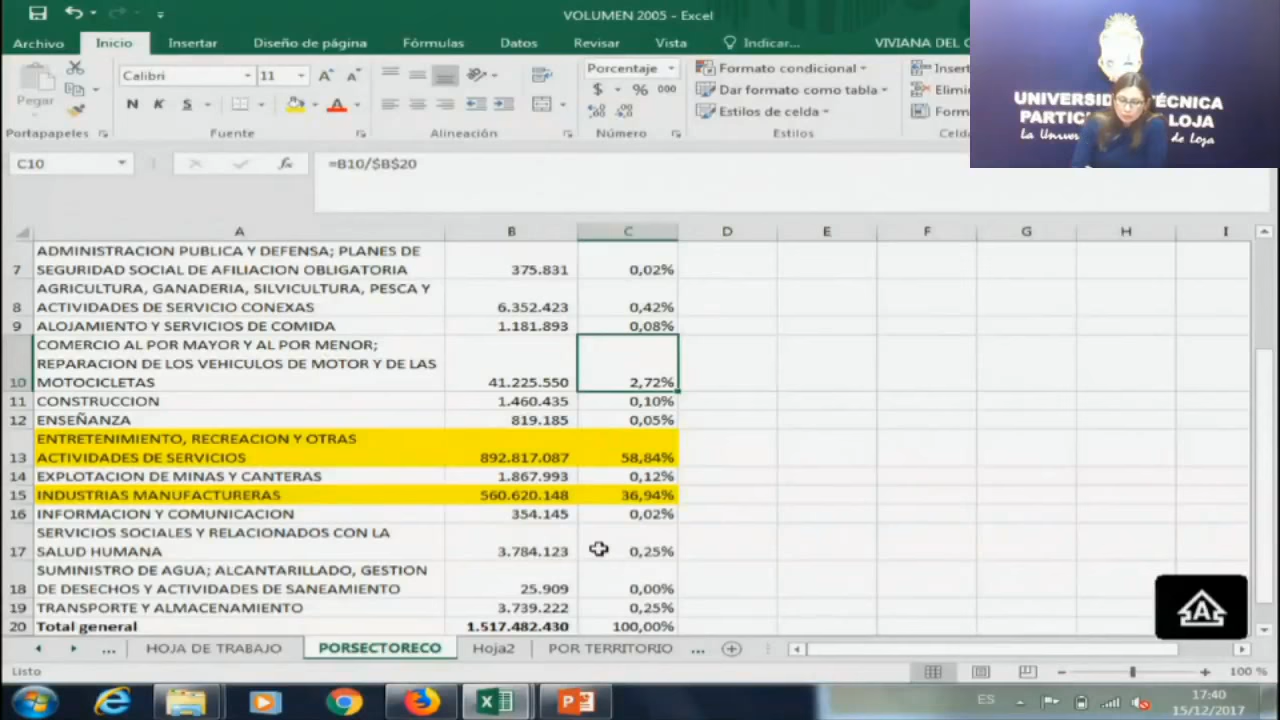 VOLUMEN 2005 - Excel
Archivo Inicio Insertar Diseño de página Fórmulas Datos Revisar Vista Indicar... VIVIANA DEL C
Pegar
Calibri 11
N K S
Porcentaje
$ % 000
Formato condicional
Dar formato como tabla
Estilos de celda
Insert
Elimi
Form
Portapapeles Fuente Alineación Número Estilos Celd
UNIVERSID TÉCNICA
PARTIC LOJA
la Univ de Loja
C10 fx =B10/$B$20
A B C D E F G H I
ADMINISTRACION PUBLICA Y DEFENSA; PLANES DE
7 SEGURIDAD SOCIAL DE AFILIACION OBLIGATORIA 375.831 0,02%
AGRICULTURA, GANADERIA, SILVICULTURA, PESCA Y
8 ACTIVIDADES DE SERVICIO CONEXAS 6.352.423 0,42%
9 ALOJAMIENTO Y SERVICIOS DE COMIDA 1.181.893 0,08%
COMERCIO AL POR MAYOR Y AL POR MENOR;
REPARACION DE LOS VEHICULOS DE MOTOR Y DE LAS
10 MOTOCICLETAS 41.225.550 2,72%
11 CONSTRUCCION 1.460.435 0,10%
12 ENSEÑANZA 819.185 0,05%
ENTRETENIMIENTO, RECREACION Y OTRAS
13 ACTIVIDADES DE SERVICIOS 892.817.087 58,84%
14 EXPLOTACION DE MINAS Y CANTERAS 1.867.993 0,12%
15 INDUSTRIAS MANUFACTURERAS 560.620.148 36,94%
16 INFORMACION Y COMUNICACION 354.145 0,02%
SERVICIOS SOCIALES Y RELACIONADOS CON LA
17 SALUD HUMANA 3.784.123 0,25%
SUMINISTRO DE AGUA; ALCANTARILLADO, GESTION
18 DE DESECHOS Y ACTIVIDADES DE SANEAMIENTO 25.909 0,00%
19 TRANSPORTE Y ALMACENAMIENTO 3.739.222 0,25%
20 Total general 1.517.482.430 100,00%
... HOJA DE TRABAJO PORSECTORECO Hoja2 POR TERRITORIO ...
Listo 100 %
ES 17:40
15/12/2017